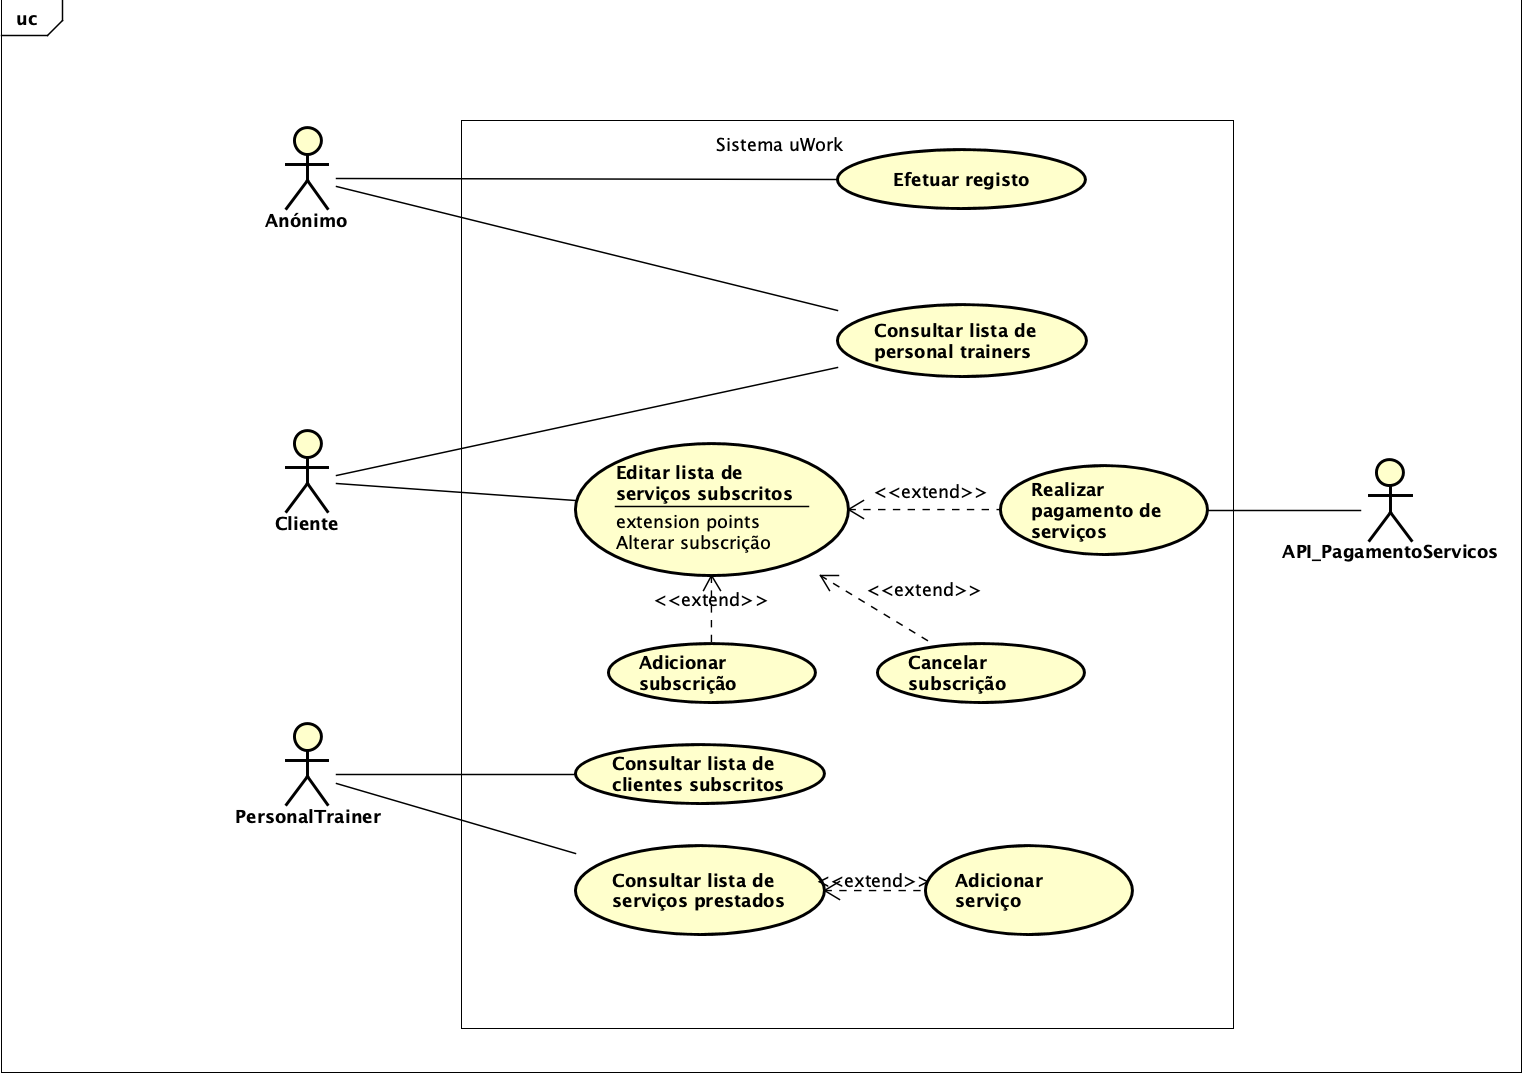 uc
Sistema uWork
Efetuar registo
Anónimo
Consultar lista de
personal trainers
Editar lista de
serviços subscritos
extension points
Alterar subscrição
<<extend>>
Realizar
pagamento de
serviços
Cliente
API_PagamentoServicos
<<extend>>
<<extend>>
Adicionar
subscrição
Cancelar
subscrição
Consultar lista de
clientes subscritos
PersonalTrainer
Consultar lista de
serviços prestados
<<extend>>
Adicionar
serviço